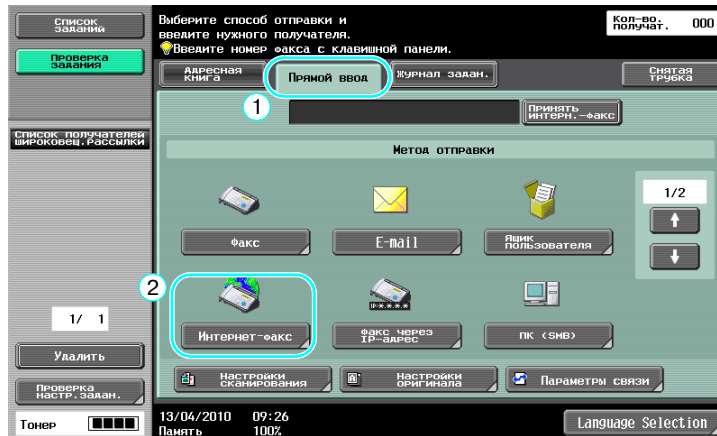 Список
заданий
Проверка
задания
Список получателей
широковещ.рассылки
1/ 1
Удалить
Проверка
настр.задан.
Тонер
Выберите способ отправки и
введите нужного получателя.
Введите номер факса с клавишной панели.
Кол-во.
получат.
000
Адресная
книга
Прямой ввод
Журнал задан.
Снятая
трубка
1
Принять
интерн.-факс
Метод отправки
1/2
Факс
E-mail
Ящик
пользователя
2
Интернет-факс
IP*.*.*.*
Факс через
IP-адрес
ПК (SMB)
Настройки
сканирования
Настройки
оригинала
Параметры связи
13/04/2010 09:26
Память 100%
Language Selection